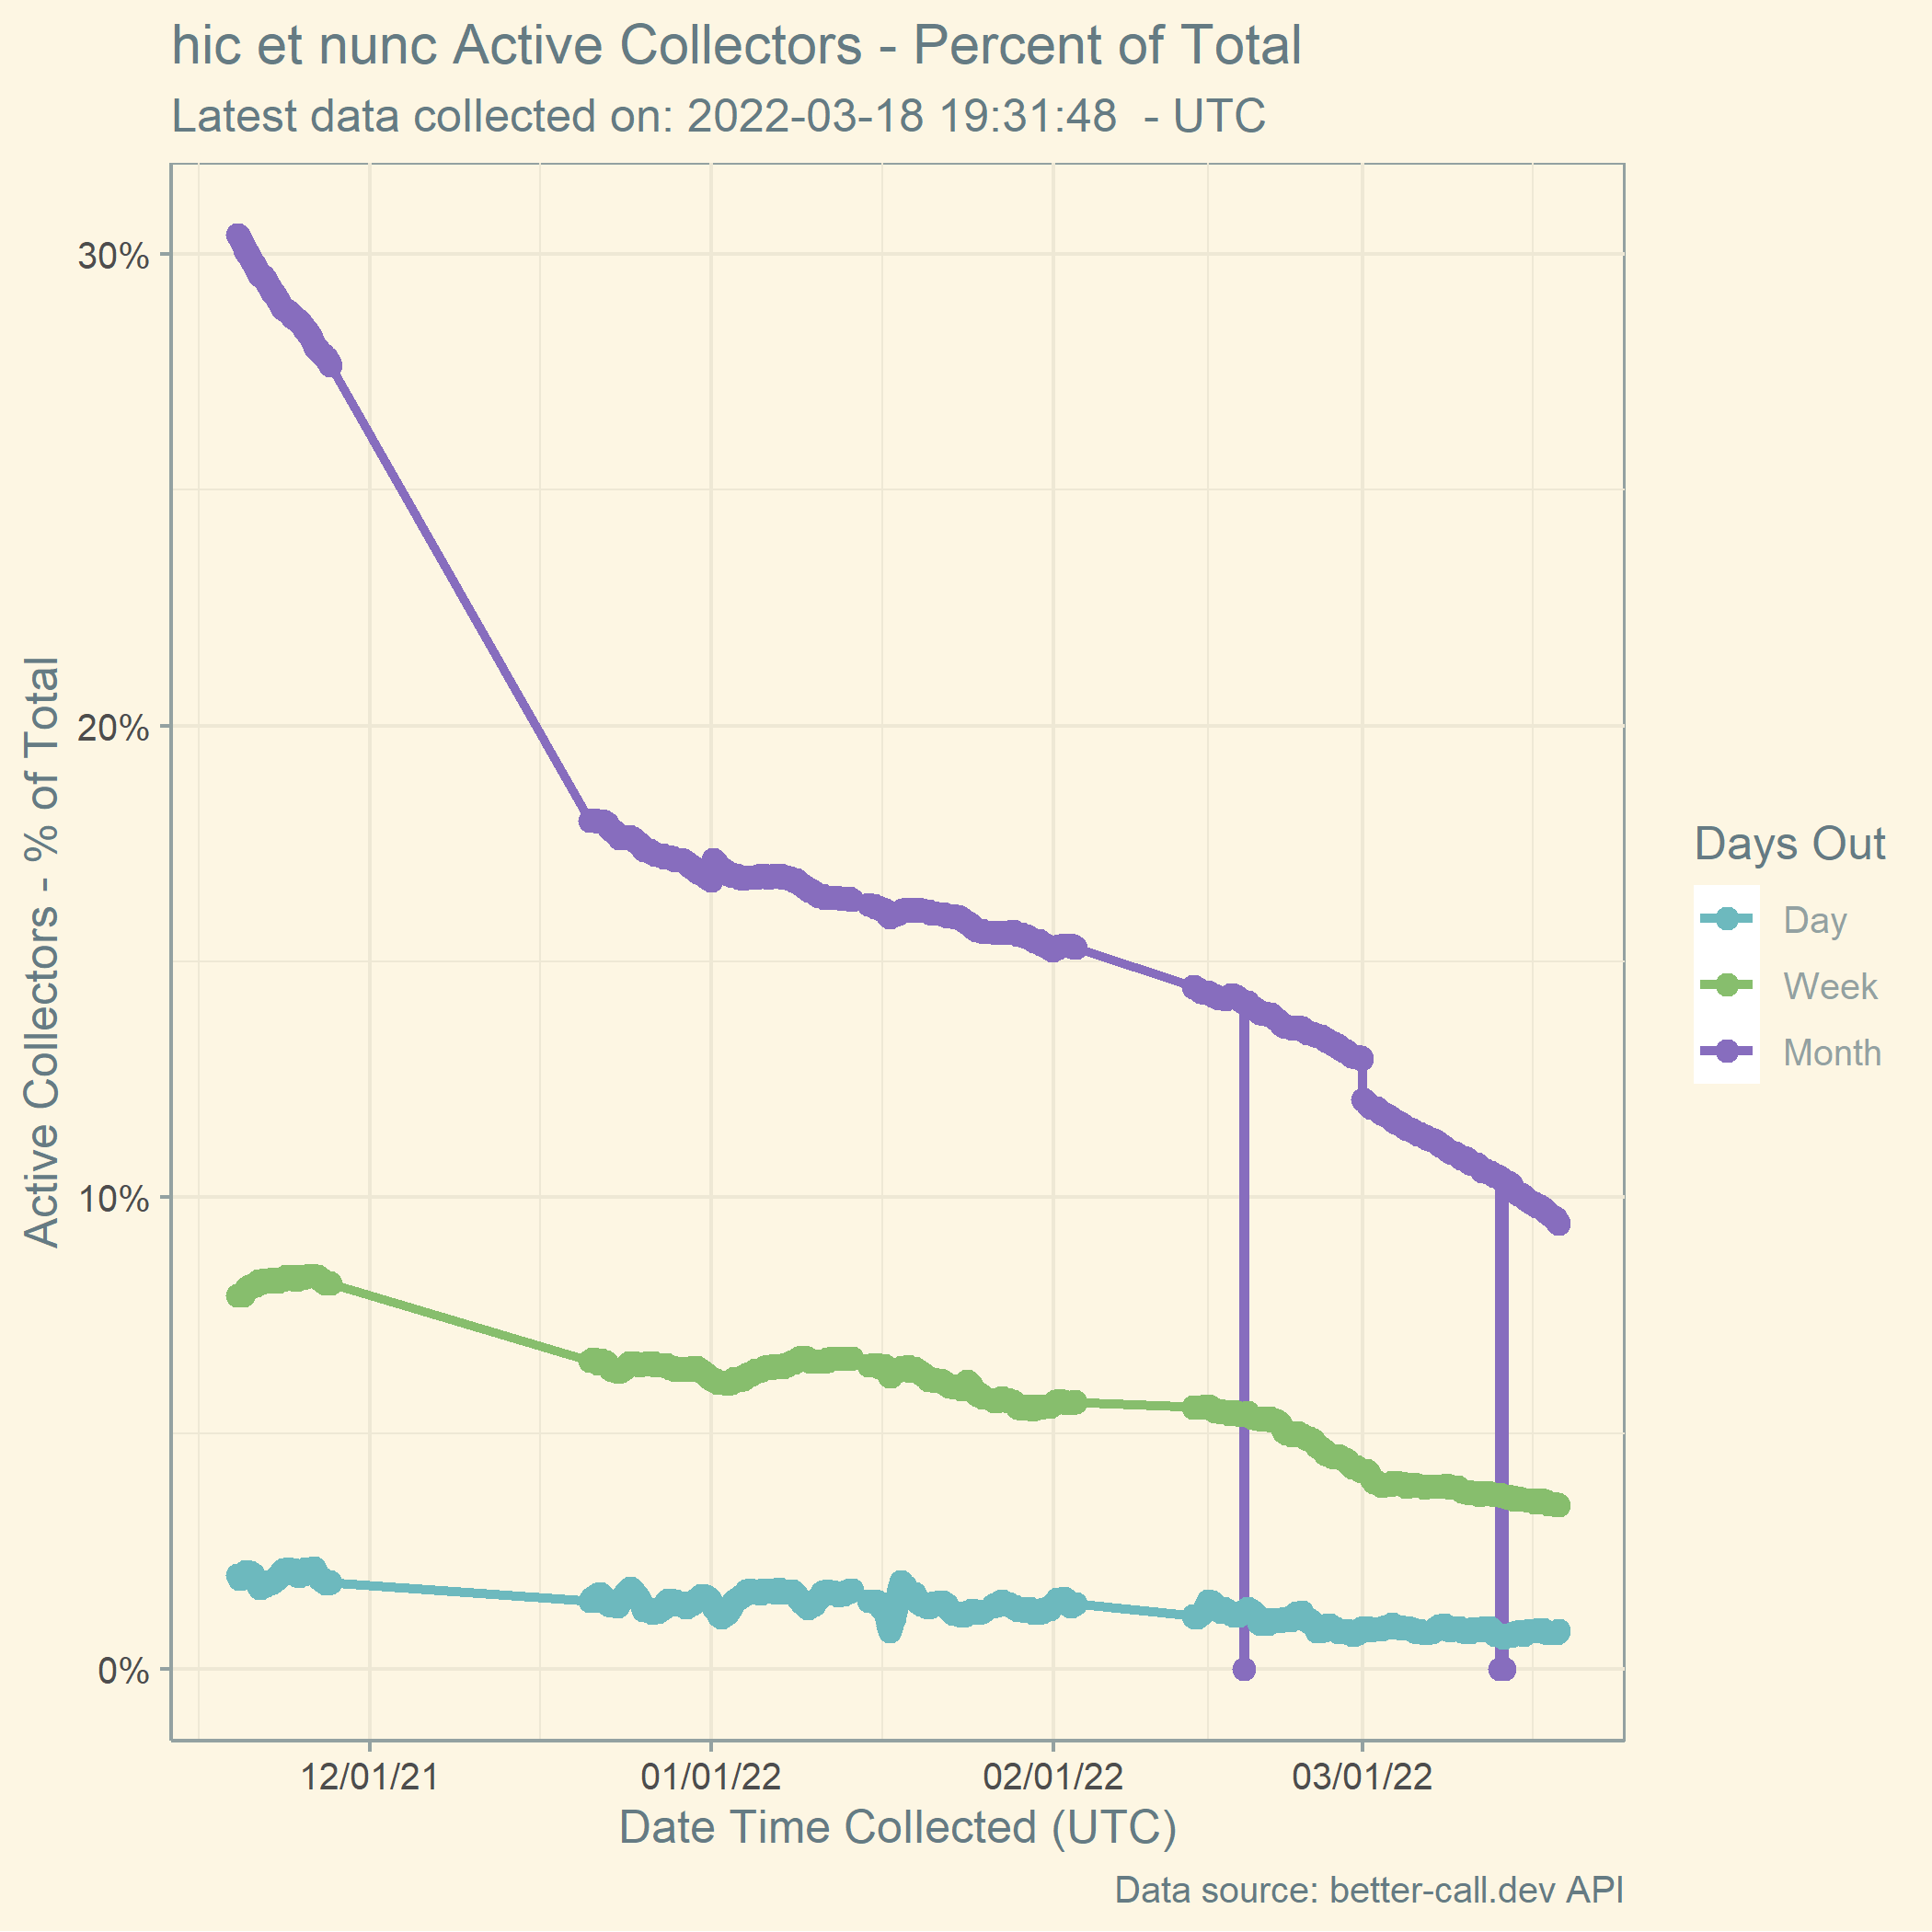 hic et nunc Active Collectors - Percent of Total
Latest data collected on: 2022-03-18 19:31:48  - UTC
Active Collectors - % of Total
30%
20%
10%
0%
12/01/21
01/01/22
02/01/22
03/01/22
Date Time Collected (UTC)
Days Out
Day
Week
Month
Data source: better-call.dev API